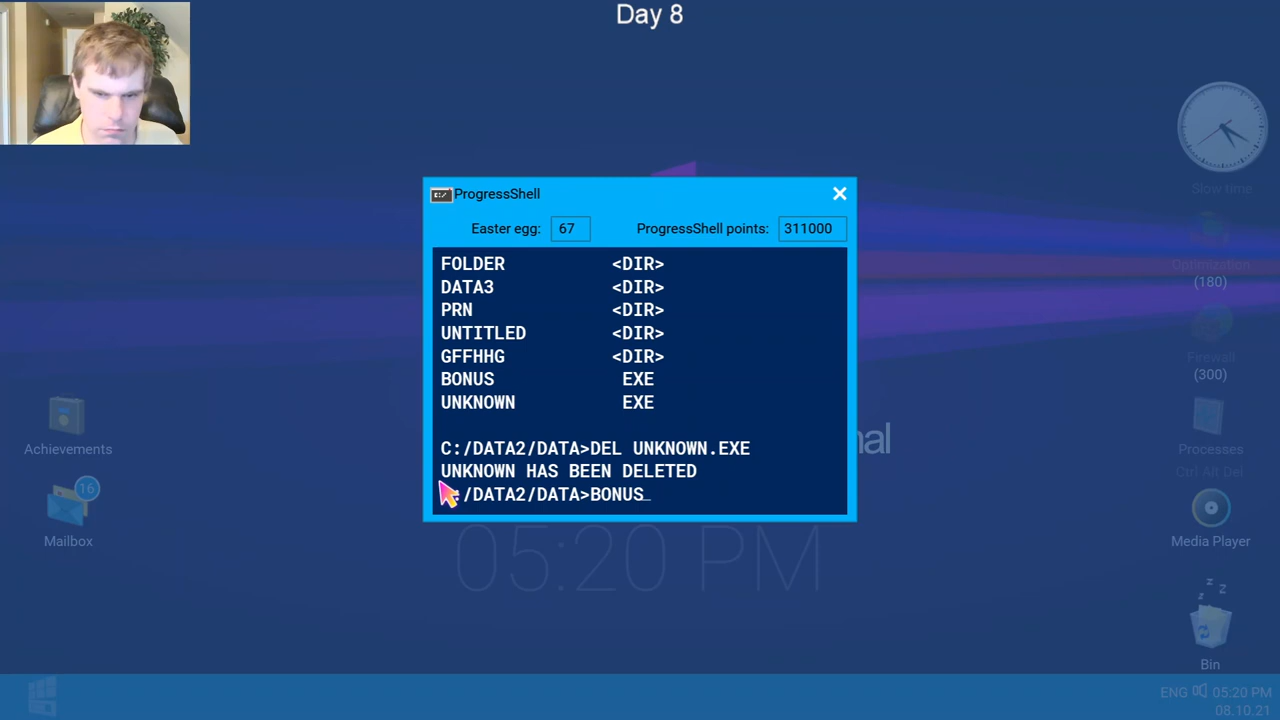 Day 8
Slow time
Optimization
(180)
Firewall
(300)
Processes
Ctrl Alt Del
Media Player
Bin
Achievements
16
Mailbox
ProgressShell
Easter egg: 67 ProgressShell points: 311000
FOLDER <DIR>
DATA3 <DIR>
PRN <DIR>
UNTITLED <DIR>
GFFHHG <DIR>
BONUS EXE
UNKNOWN EXE
C:/DATA2/DATA>DEL UNKNOWN.EXE
UNKNOWN HAS BEEN DELETED
:/DATA2/DATA>BONUS_
nal
05:20 PM
ENG 05:20 PM
08.10.21